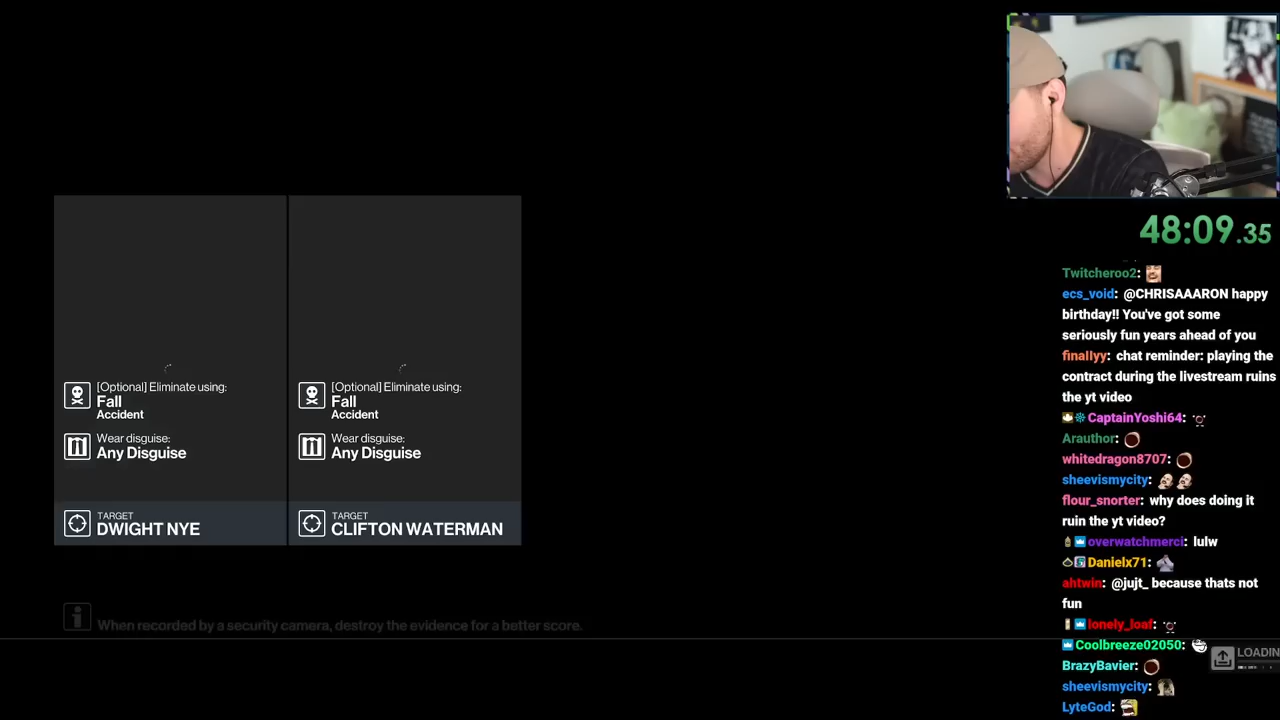 [Optional] Eliminate using:
Fall
Accident
Wear disguise:
Any Disguise
TARGET
DWIGHT NYE
[Optional] Eliminate using:
Fall
Accident
Wear disguise:
Any Disguise
TARGET
CLIFTON WATERMAN
When recorded by a security camera, destroy the evidence for a better score.
48:09.35
Twitcheroo2:
ecs_void: @CHRISAAARON happy
birthday!! You've got some
seriously fun years ahead of you
finallyy: chat reminder: playing the
contract during the livestream ruins
the yt video
CaptainYoshi64:
Arauthor:
whitedragon8707:
sheevismycity:
flour_snorter: why does doing it
ruin the yt video?
overwatchmerci: lulw
Danielx71:
ahtwin: @jujt_ because thats not
fun
lonely_loaf:
Coolbreeze02050:
BrazyBavier:
sheevismycity:
LyteGod:
LOADIN